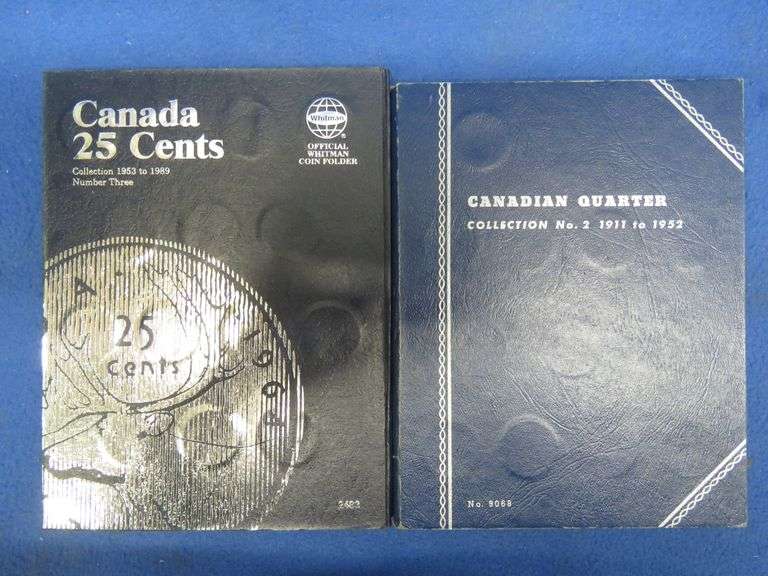 Canada
25 Cents
Collection 1953 to 1989
Number Three
Whitman
®
OFFICIAL
WHITMAN
COIN FOLDER
25
cents
2482
CANADIAN QUARTER
COLLECTION No. 2 1911 to 1952
No. 9068